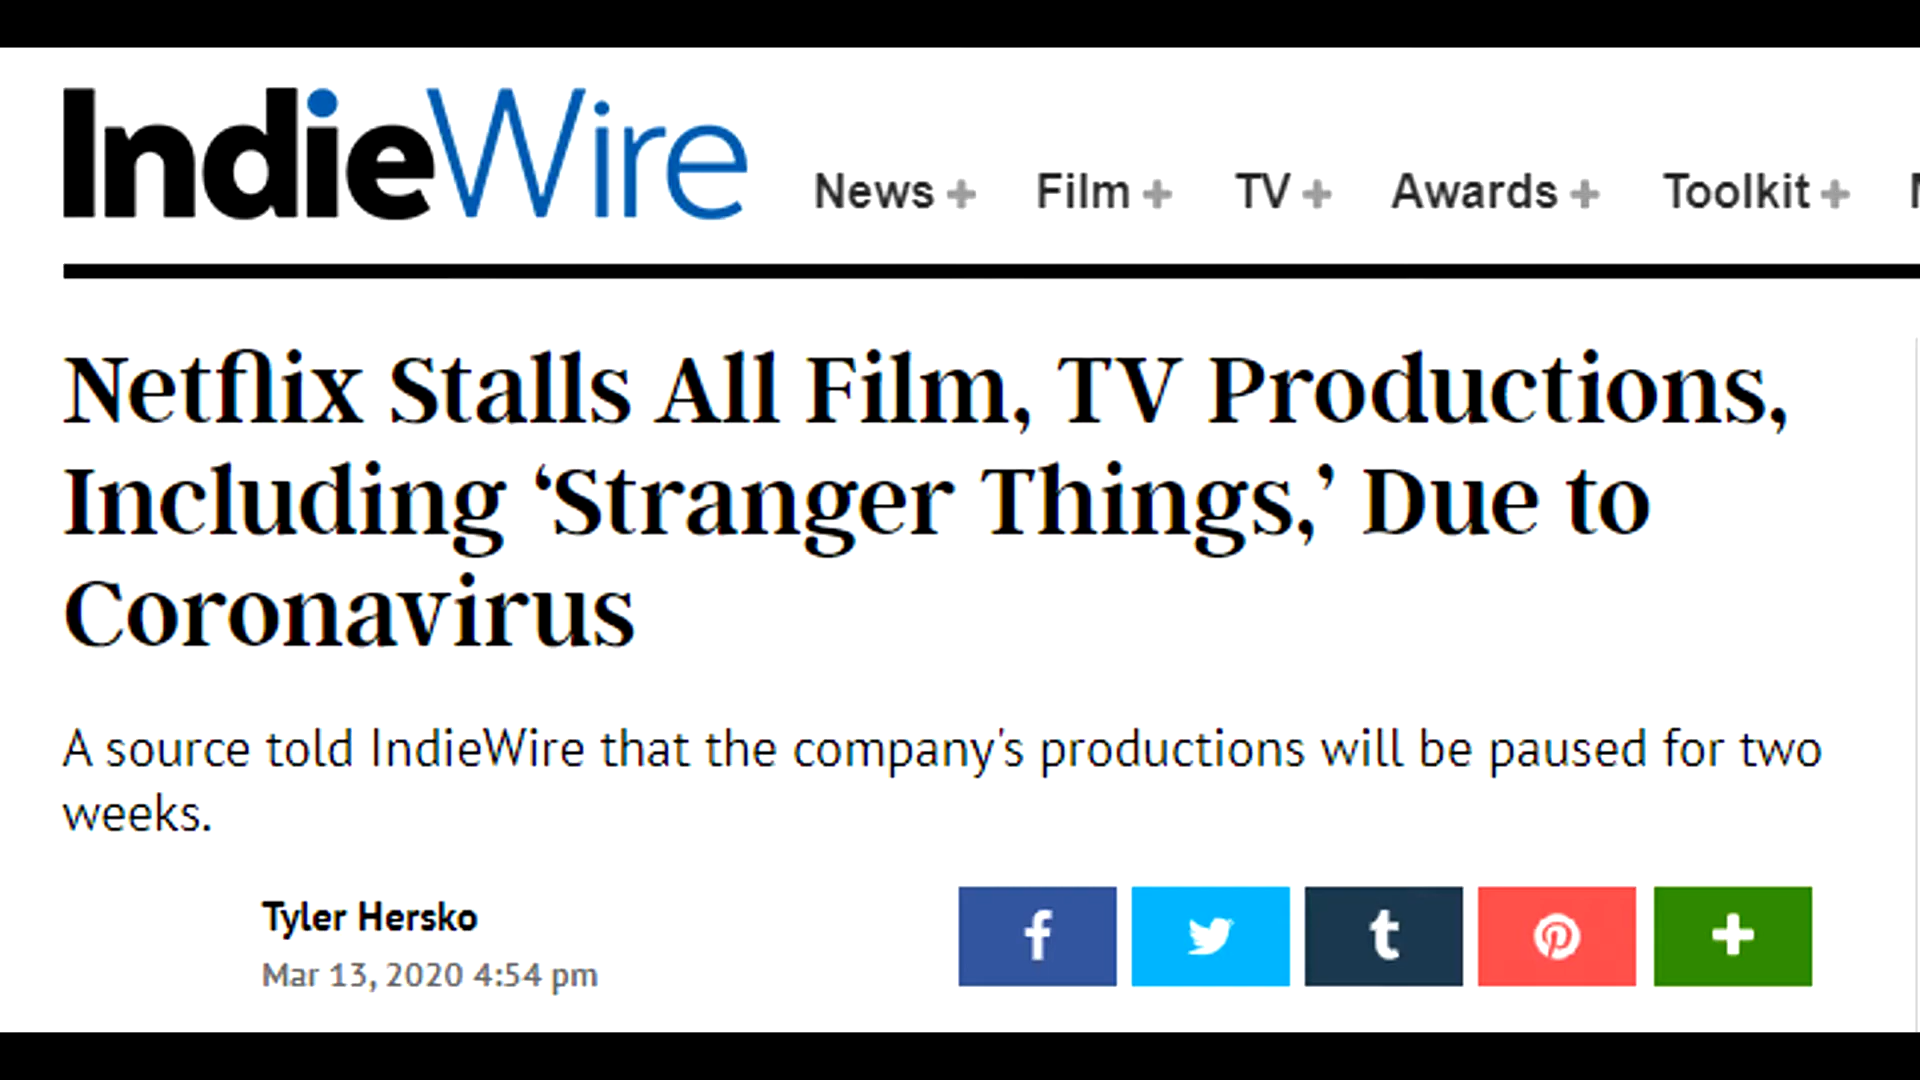 IndieWire
News + Film + TV + Awards + Toolkit +
Netflix Stalls All Film, TV Productions,
Including ‘Stranger Things,’ Due to
Coronavirus
A source told IndieWire that the company's productions will be paused for two
weeks.
Tyler Hersko
Mar 13, 2020 4:54 pm